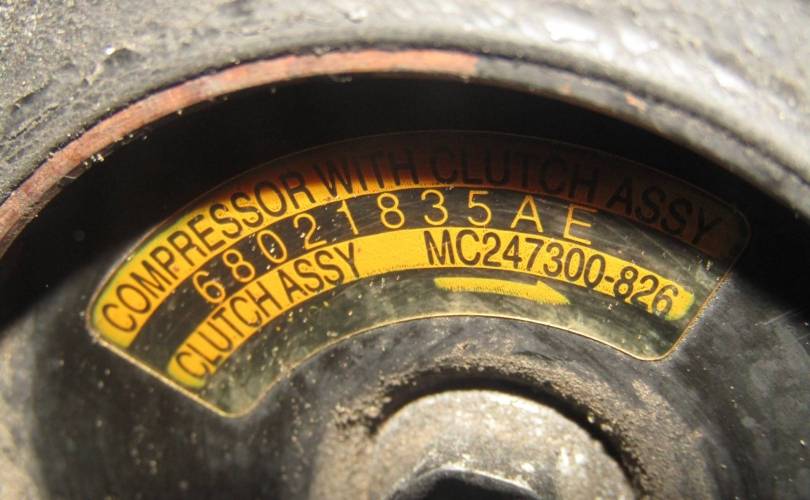 COMPRESSOR WITH CLUTCH ASSY
68021835AE
CLUTCH ASSY MC247300-826